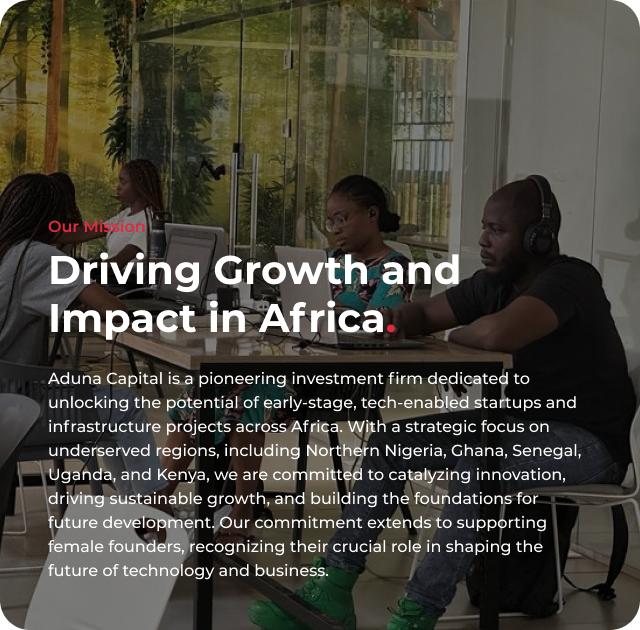 Our Mission
Driving Growth and
Impact in Africa.
Aduna Capital is a pioneering investment firm dedicated to
unlocking the potential of early-stage, tech-enabled startups and
infrastructure projects across Africa. With a strategic focus on
underserved regions, including Northern Nigeria, Ghana, Senegal,
Uganda, and Kenya, we are committed to catalyzing innovation,
driving sustainable growth, and building the foundations for
future development. Our commitment extends to supporting
female founders, recognizing their crucial role in shaping the
future of technology and business.